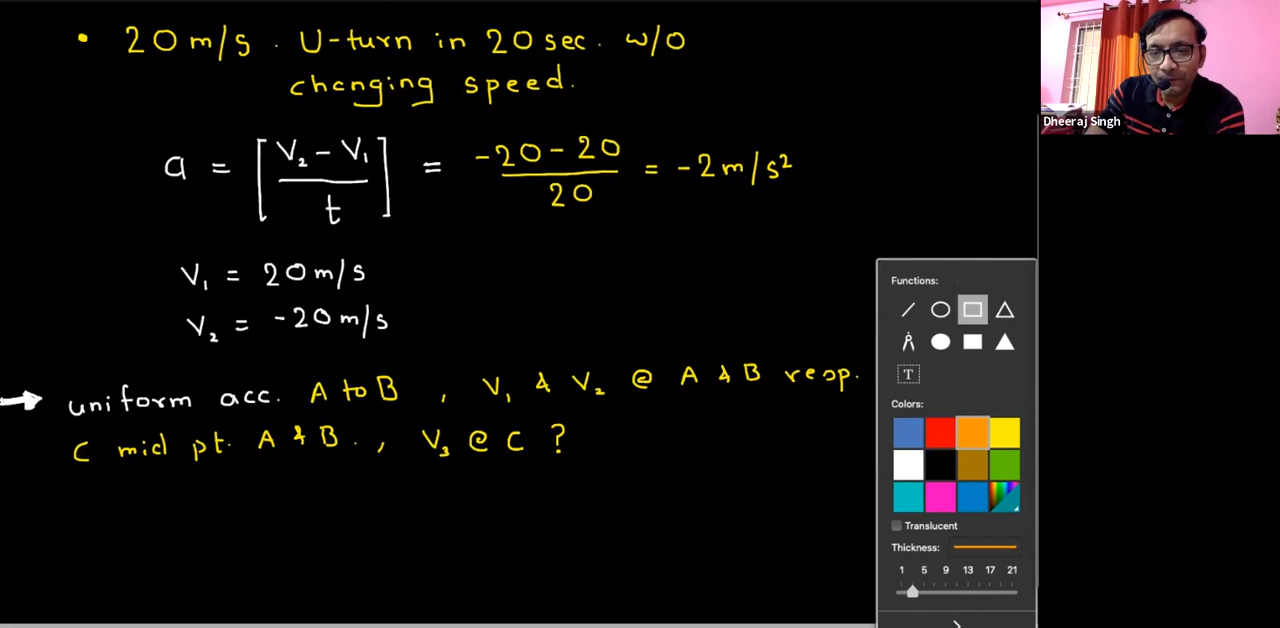 • 20 m/s. U-turn in 20 sec. w/o
changing speed.
Dheeraj Singh
a = [V₂ - V₁ / t] = -20 - 20 / 20 = -2 m/s²
V₁ = 20 m/s
V₂ = -20 m/s
→ uniform acc. A to B, V₁ & V₂ @ A & B resp.
C mid pt. A & B., V₃ @ C ?
Functions:
T
Colors:
Translucent
Thickness:
1 5 9 13 17 21